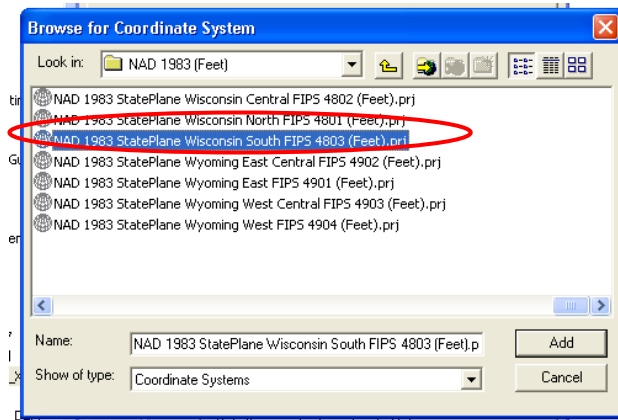 Browse for Coordinate System
Look in: NAD 1983 (Feet)
NAD 1983 StatePlane Wisconsin Central FIPS 4802 (Feet).prj
NAD 1983 StatePlane Wisconsin North FIPS 4801 (Feet).prj
NAD 1983 StatePlane Wisconsin South FIPS 4803 (Feet).prj
NAD 1983 StatePlane Wyoming East Central FIPS 4902 (Feet).prj
NAD 1983 StatePlane Wyoming East FIPS 4901 (Feet).prj
NAD 1983 StatePlane Wyoming West Central FIPS 4903 (Feet).prj
NAD 1983 StatePlane Wyoming West FIPS 4904 (Feet).prj
Name: NAD 1983 StatePlane Wisconsin South FIPS 4803 (Feet).p
Add
Show of type: Coordinate Systems
Cancel